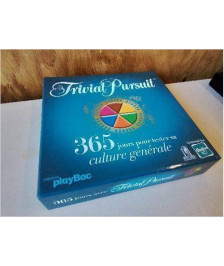 Trivial Pursuit
365 jours pour tester sa
culture générale
playBac